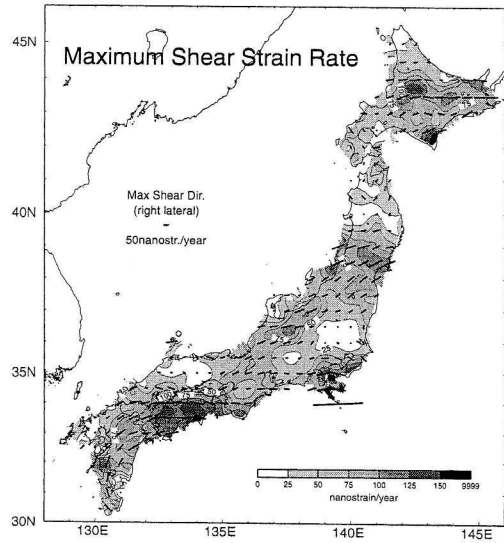 Maximum Shear Strain Rate
45N
40N
35N
30N
Max Shear Dir.
(right lateral)
50nanostr./year
0 25 50 75 100 125 150 9999
nanostrain/year
130E 135E 140E 145E